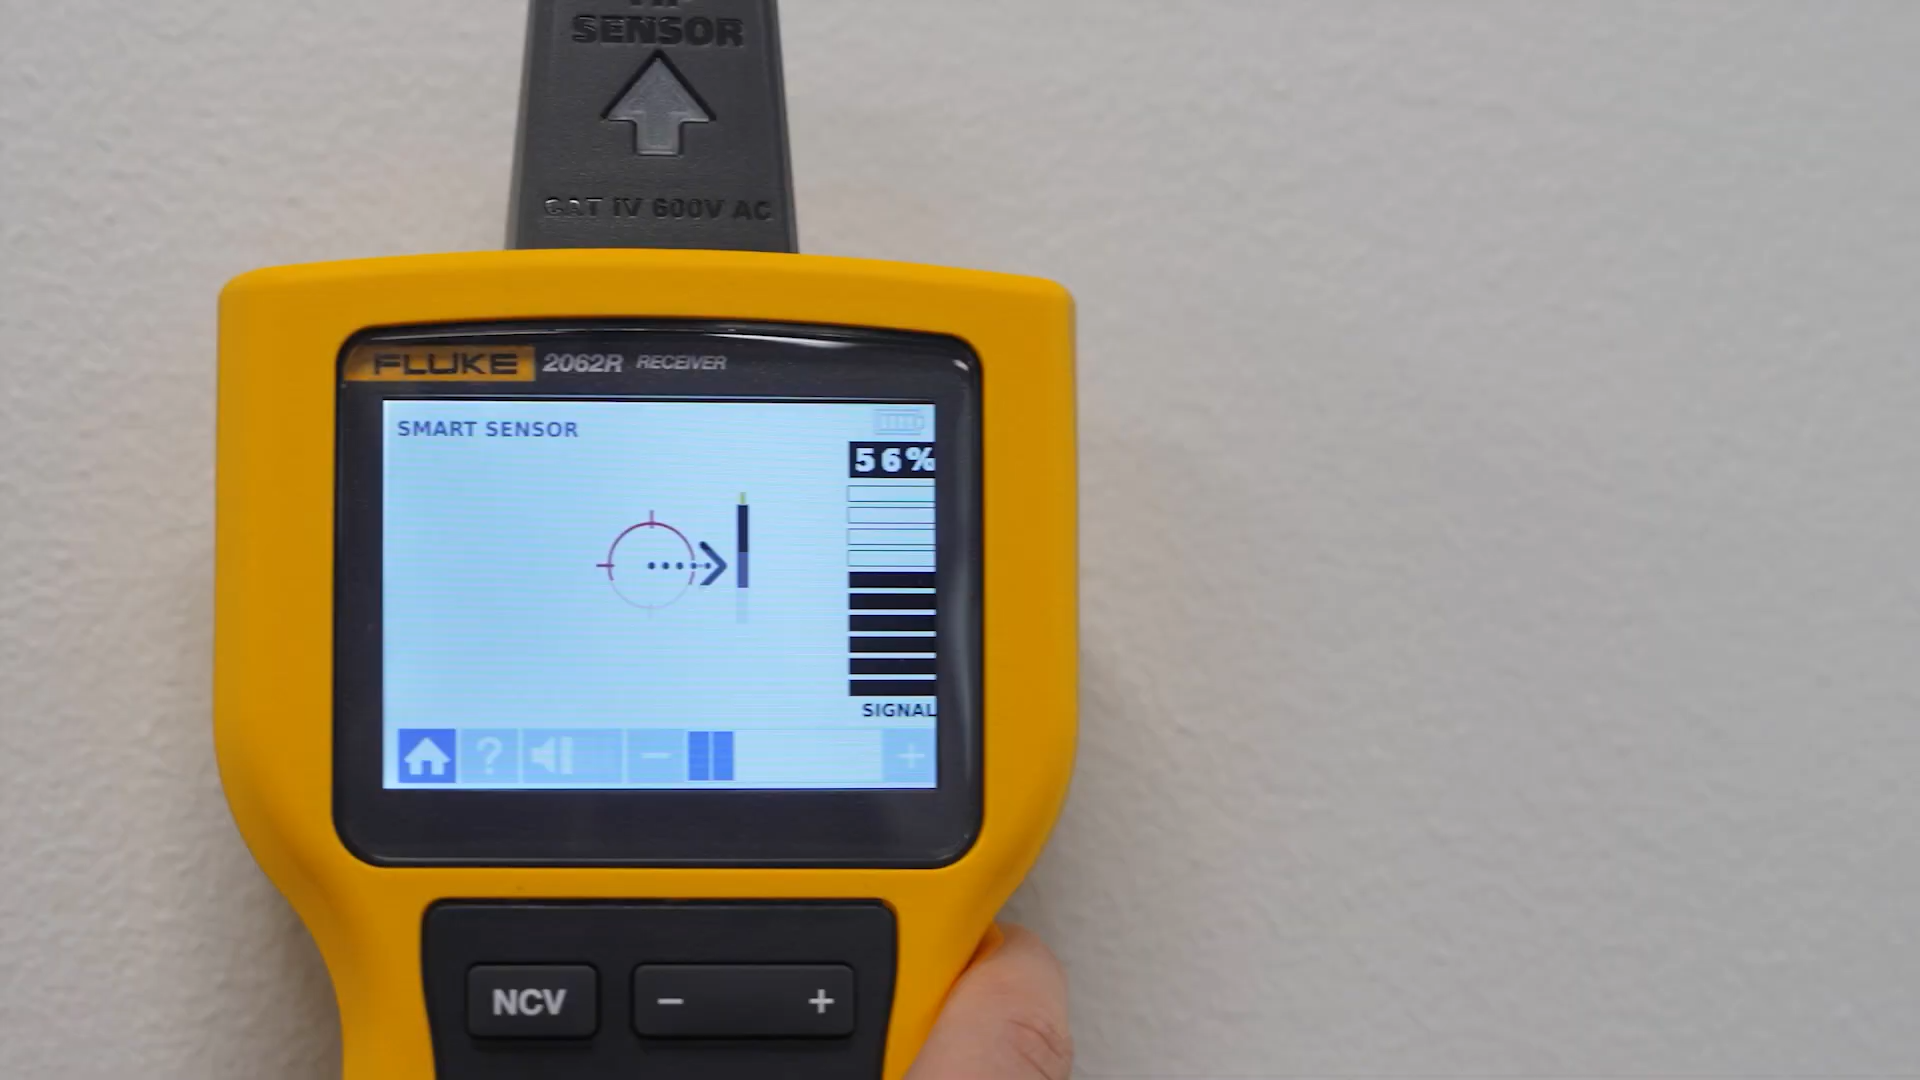 SENSOR
CAT IV 600V AC
FLUKE 2062R RECEIVER
SMART SENSOR
56%
SIGNAL
?
NCV
- +